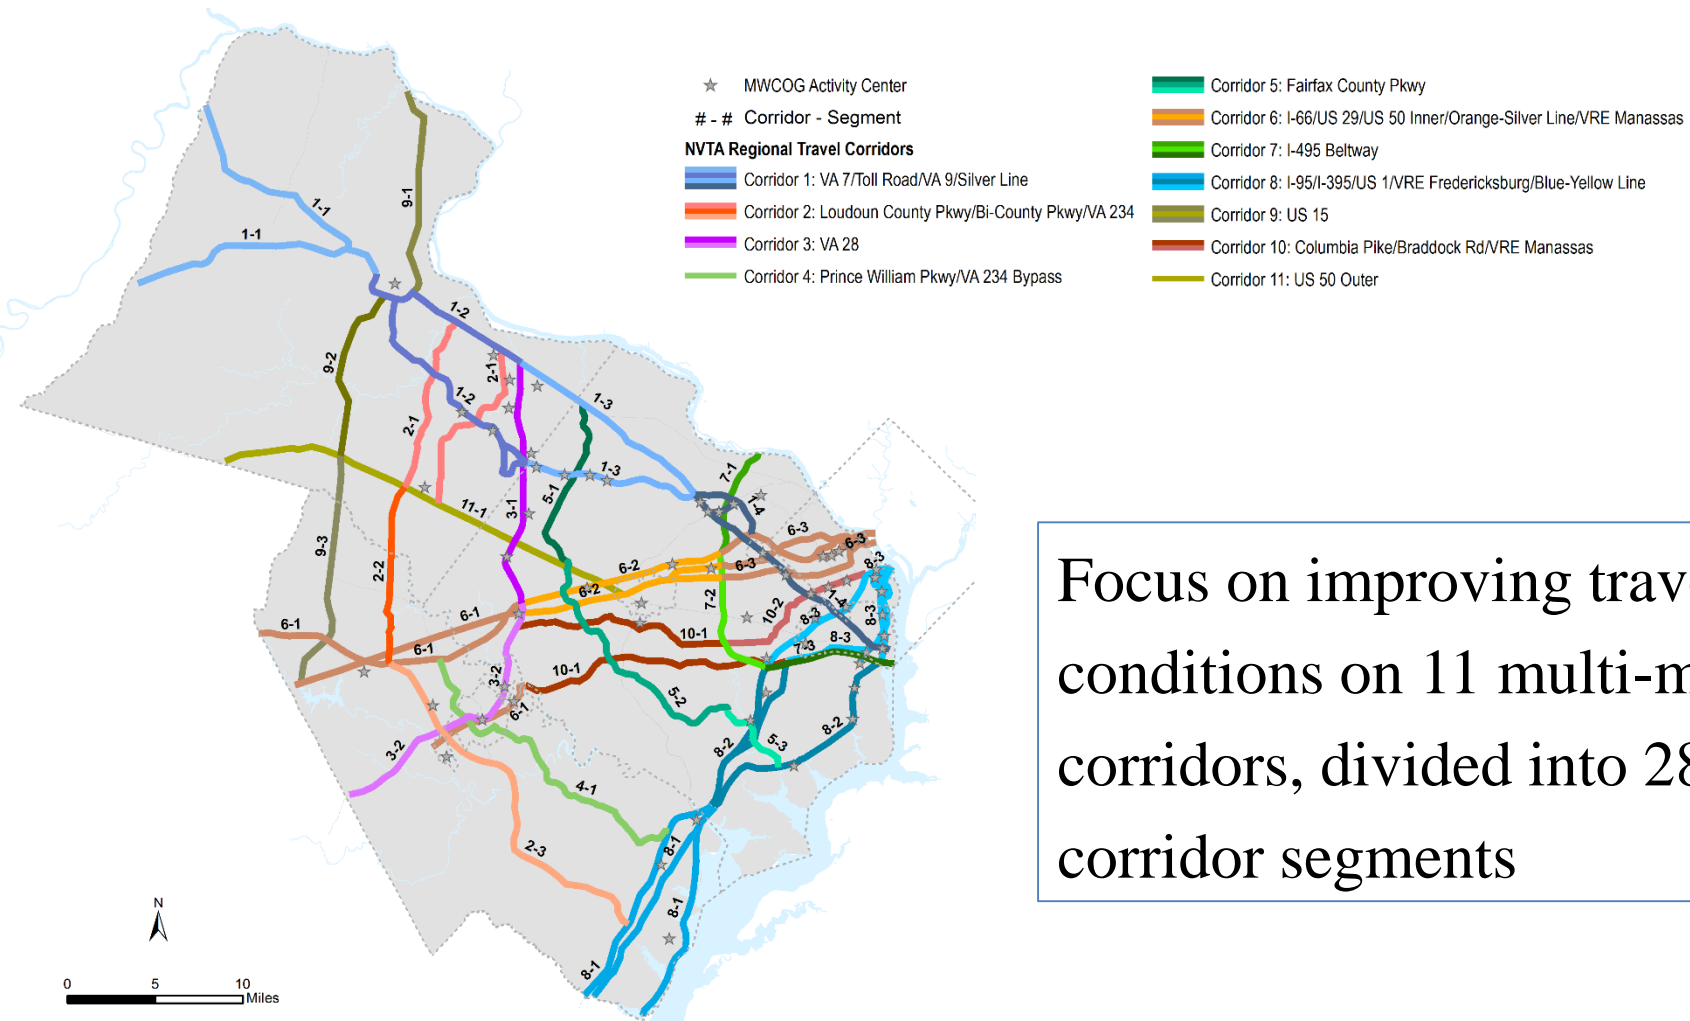 MWCOG Activity Center
# - # Corridor - Segment
NVTA Regional Travel Corridors
Corridor 1: VA 7/Toll Road/VA 9/Silver Line
Corridor 2: Loudoun County Pkwy/Bi-County Pkwy/VA 234
Corridor 3: VA 28
Corridor 4: Prince William Pkwy/VA 234 Bypass
Corridor 5: Fairfax County Pkwy
Corridor 6: I-66/US 29/US 50 Inner/Orange-Silver Line/VRE Manassas
Corridor 7: I-495 Beltway
Corridor 8: I-95/I-395/US 1/VRE Fredericksburg/Blue-Yellow Line
Corridor 9: US 15
Corridor 10: Columbia Pike/Braddock Rd/VRE Manassas
Corridor 11: US 50 Outer
1-1
9-1
1-1
1-2
9-2
2-1
1-2
1-3
2-1
1-3
7-1
5-1
3-1
11-1
1-4
6-3
6-3
9-3
2-2
6-2
6-3
8-3
6-2
7-2
1-4
6-1
6-1
10-2
8-3
8-3
10-1
8-3
6-1
7-3
3-2
10-1
5-2
6-1
8-2
3-2
8-2
5-3
4-1
2-3
8-1
8-1
8-1
N
0 5 10
Miles
Focus on improving
conditions on 11
corridors, divided into 28
corridor segments